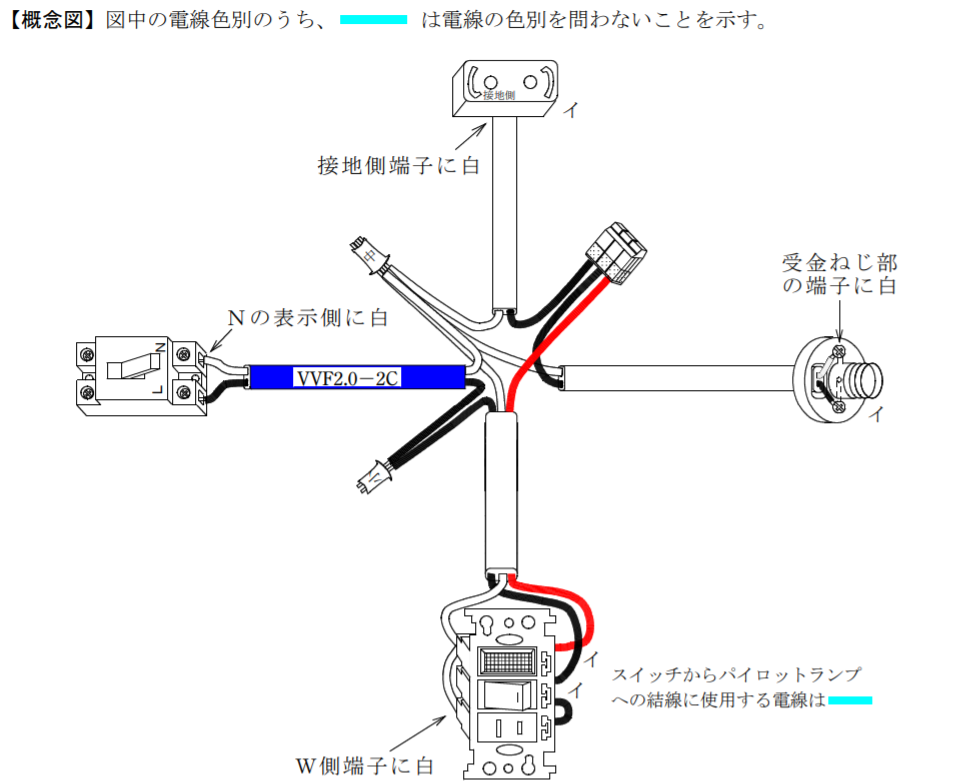 【概念図】図中の電線色別のうち、 は電線の色別を問わないことを示す。
接地側
イ
接地側端子に白
中
受金ねじ部
の端子に白
Nの表示側に白
N
L
VVF2.0－2C
イ
小
イ
イ
スイッチからパイロットランプ
への結線に使用する電線は
W側端子に白